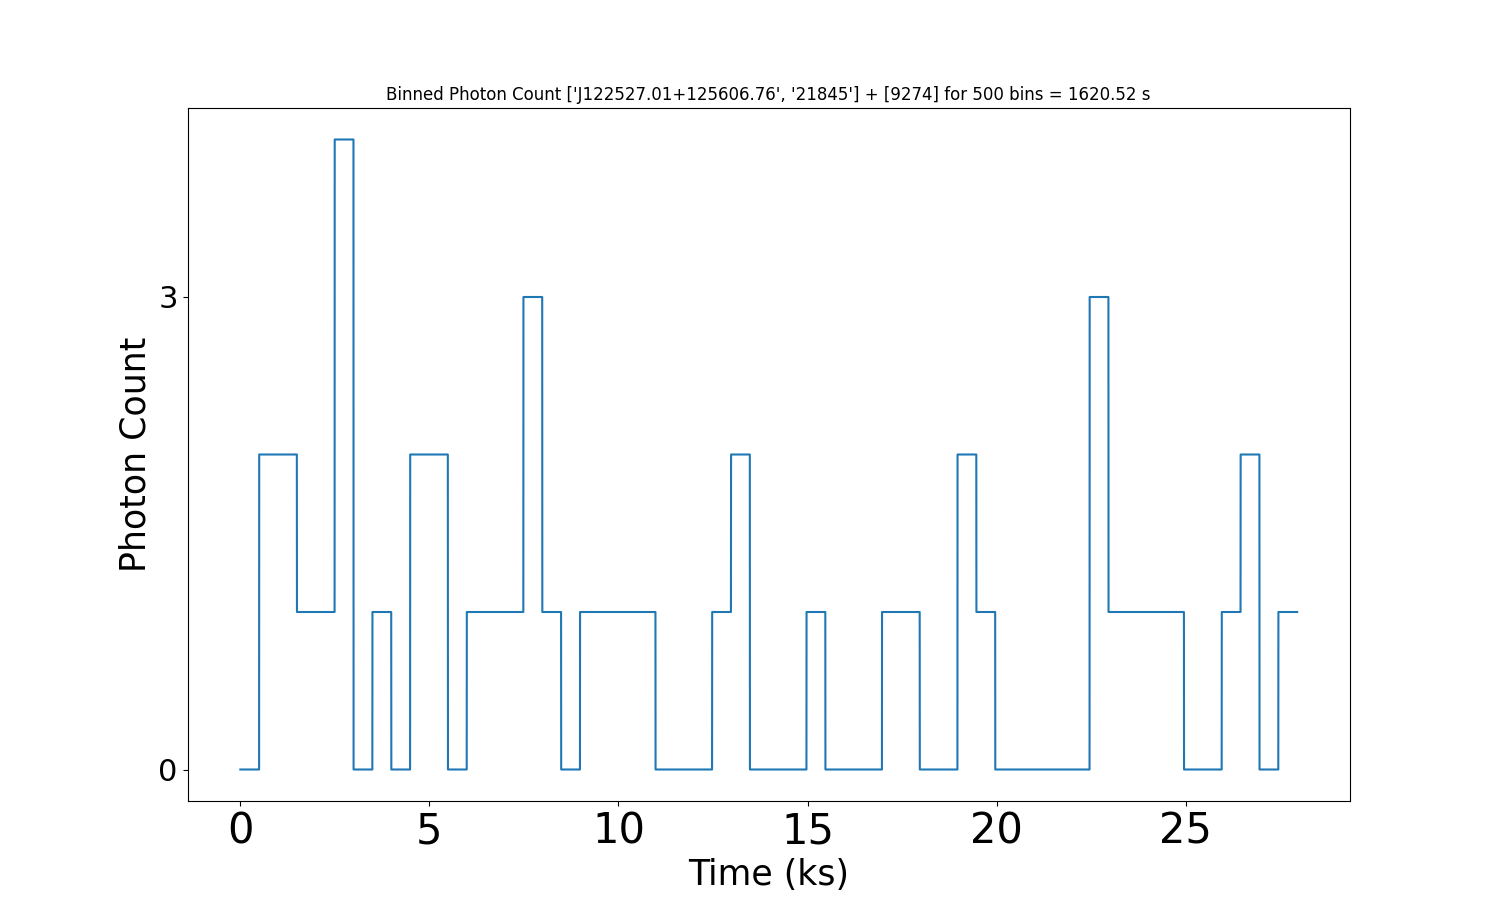 Binned Photon Count ['J122527.01+125606.76', '21845'] + [9274] for 500 bins = 1620.52 s
3
Photon Count
0
0 5 10 15 20 25
Time (ks)